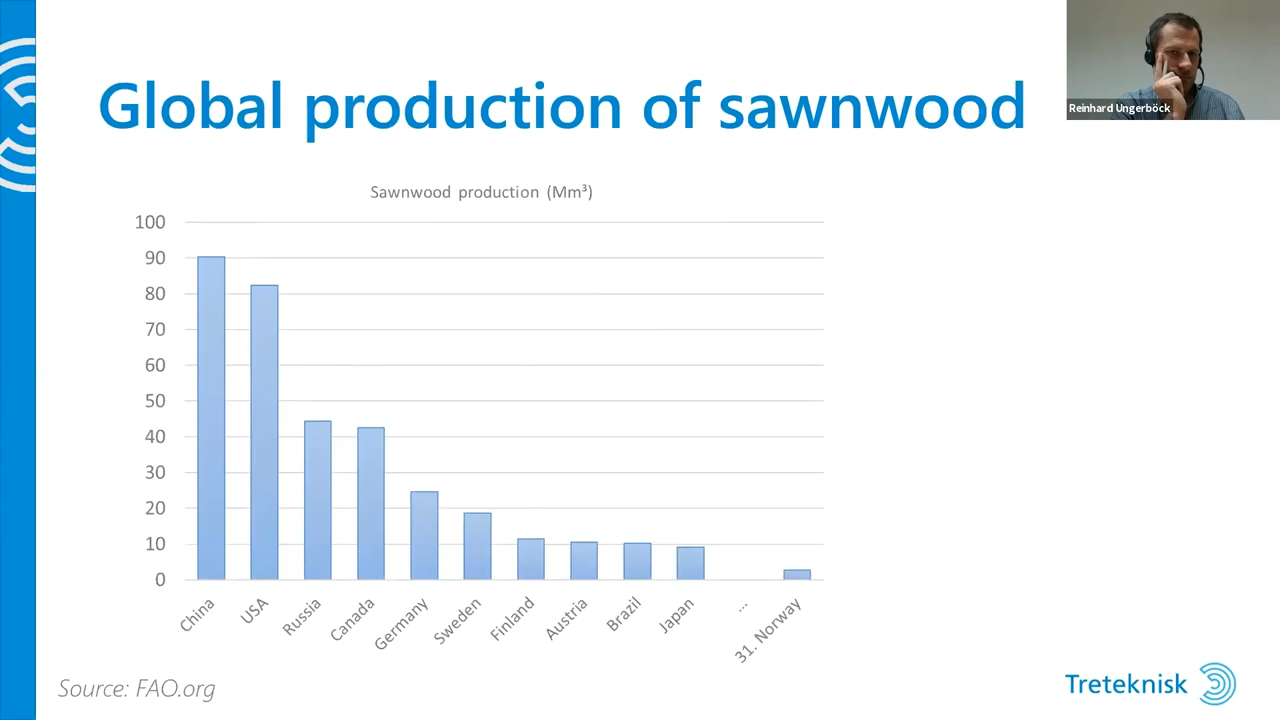 Global production of sawnwood
Reinhard Ungerböck
Sawnwood production (Mm³)
100
90
80
70
60
50
40
30
20
10
0
China
USA
Russia
Canada
Germany
Sweden
Finland
Austria
Brazil
Japan
...
31. Norway
Source: FAO.org
Treteknisk